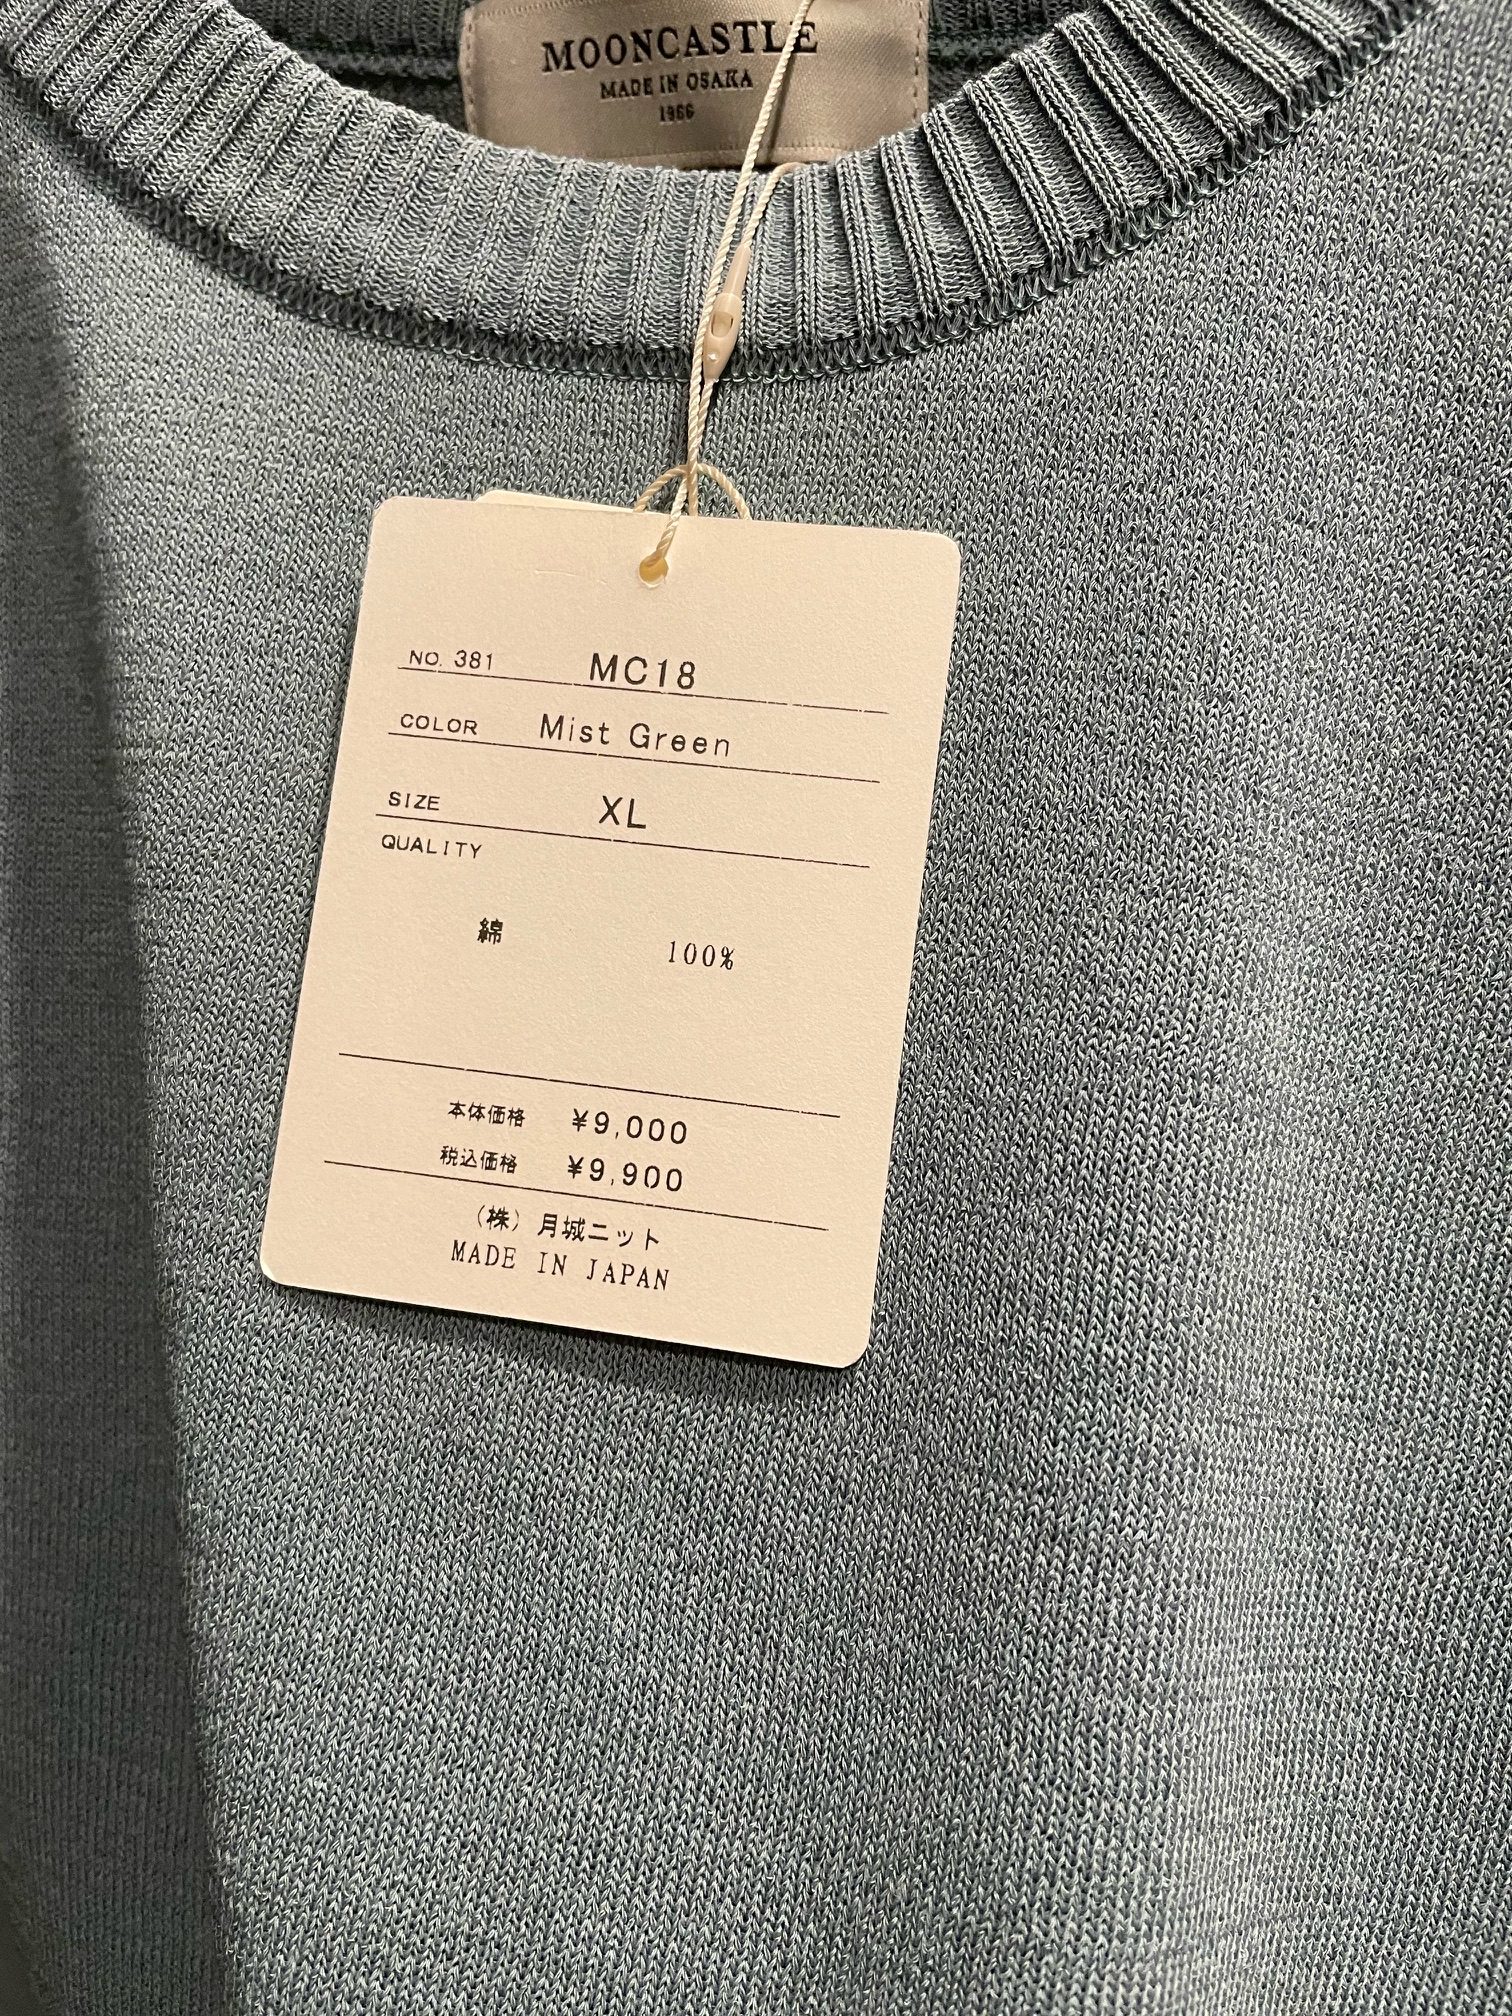 MOONCASTLE
MADE IN OSAKA
1966
NO. 381 MC18
COLOR Mist Green
SIZE XL
QUALITY
綿 100%
本体価格 ¥9,000
税込価格 ¥9,900
(株)月城ニット
MADE IN JAPAN